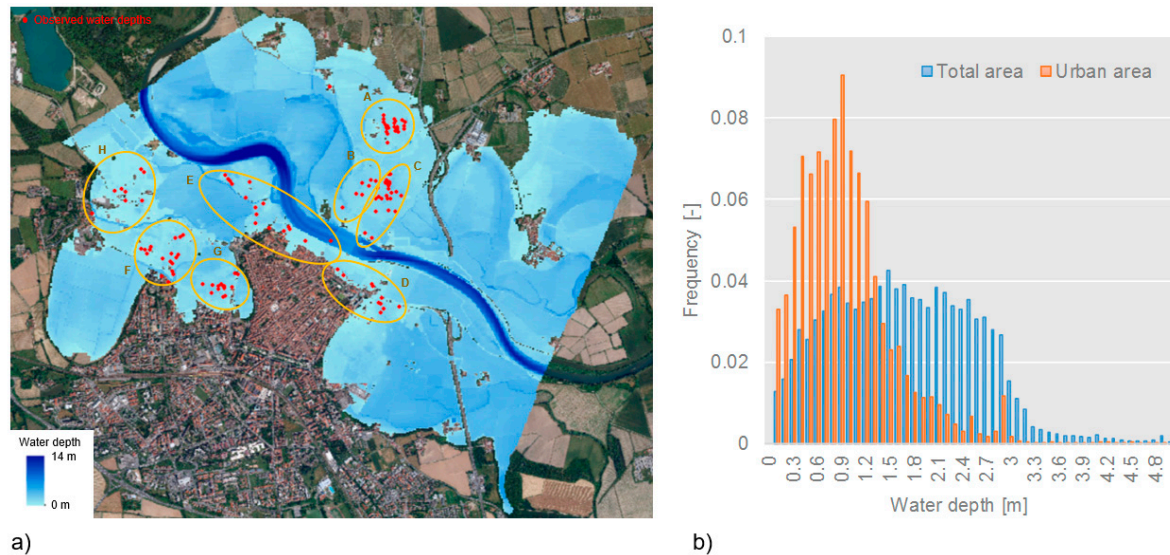 Observed water depths
A
B
C
H
E
F
G
D
Water depth
14 m
0 m
a)
0.1
0.08
0.06
0.04
0.02
0
Frequency [-]
Total area
Urban area
0
0.3
0.6
0.9
1.2
1.5
1.8
2.1
2.4
2.7
3
3.3
3.6
3.9
4.2
4.5
4.8
Water depth [m]
b)